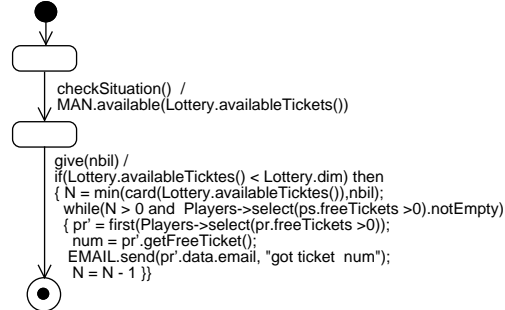 checkSituation()  /
MAN.available(Lottery.availableTickets())
give(nbil) /
if(Lottery.availableTicktes() < Lottery.dim) then
{ N = min(card(Lottery.availableTicktes()),nbil);
while(N > 0 and  Players->select(ps.freeTickets >0).notEmpty)
{ pr' = first(Players->select(pr.freeTickets >0));
num = pr'.getFreeTicket();
EMAIL.send(pr'.data.email, "got ticket  num");
N = N - 1 }}